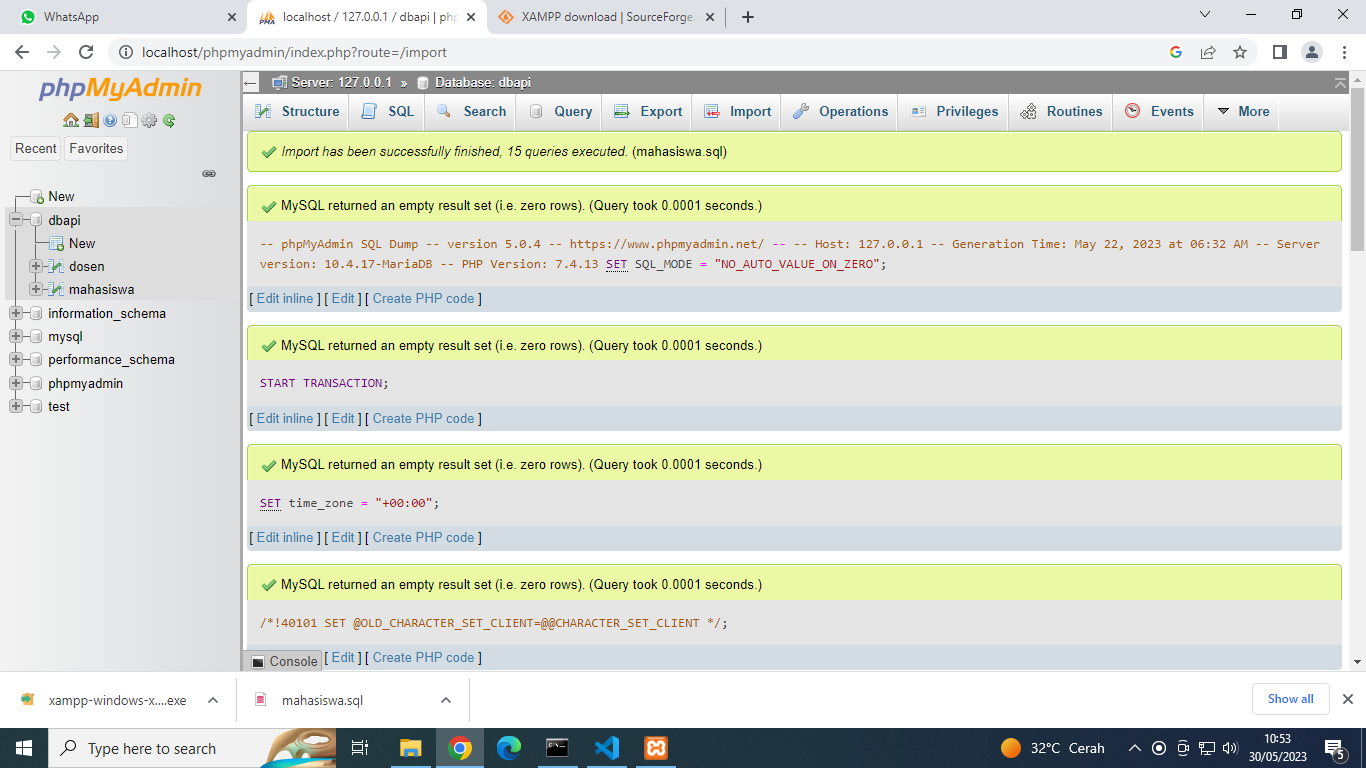 WhatsApp
localhost / 127.0.0.1 / dbapi | php
XAMPP download | SourceForge.
localhost/phpmyadmin/index.php?route=/import
phpMyAdmin
Recent
Favorites
New
dbapi
New
dosen
mahasiswa
information_schema
mysql
performance_schema
phpmyadmin
test
Server: 127.0.0.1 » Database: dbapi
Structure SQL Search Query Export Import Operations Privileges Routines Events More
Import has been successfully finished, 15 queries executed. (mahasiswa.sql)
MySQL returned an empty result set (i.e. zero rows). (Query took 0.0001 seconds.)
-- phpMyAdmin SQL Dump -- version 5.0.4 -- https://www.phpmyadmin.net/ -- -- Host: 127.0.0.1 -- Generation Time: May 22, 2023 at 06:32 AM -- Server
version: 10.4.17-MariaDB -- PHP Version: 7.4.13 SET SQL_MODE = "NO_AUTO_VALUE_ON_ZERO";
[ Edit inline ] [ Edit ] [ Create PHP code ]
MySQL returned an empty result set (i.e. zero rows). (Query took 0.0001 seconds.)
START TRANSACTION;
[ Edit inline ] [ Edit ] [ Create PHP code ]
MySQL returned an empty result set (i.e. zero rows). (Query took 0.0001 seconds.)
SET time_zone = "+00:00";
[ Edit inline ] [ Edit ] [ Create PHP code ]
MySQL returned an empty result set (i.e. zero rows). (Query took 0.0001 seconds.)
/*!40101 SET @OLD_CHARACTER_SET_CLIENT=@@CHARACTER_SET_CLIENT */;
Console [ Edit ] [ Create PHP code ]
xampp-windows-x....exe
mahasiswa.sql
Show all
Type here to search
32°C Cerah
10:53
30/05/2023
5